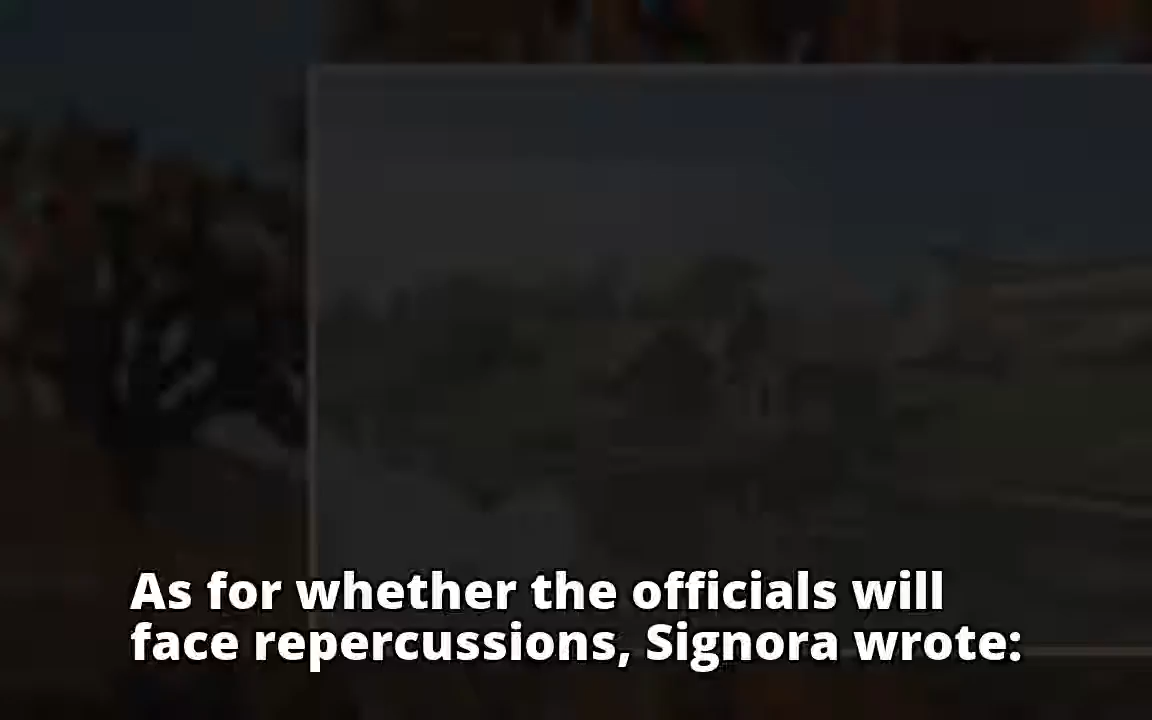 As for whether the officials will
face repercussions, Signora wrote: